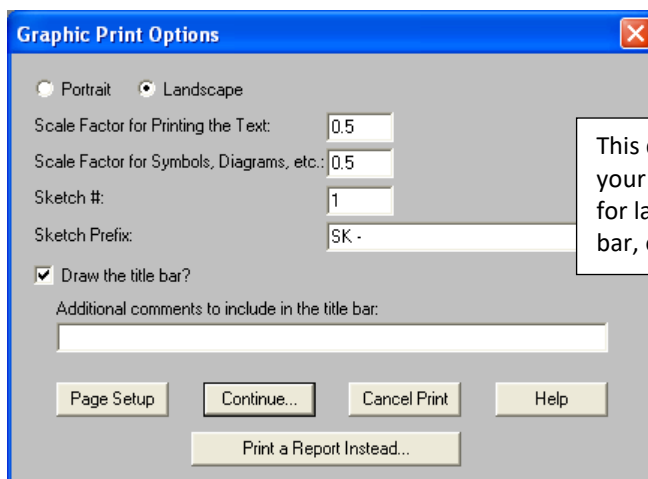 Graphic Print Options
Portrait Landscape
Scale Factor for Printing the Text: 0.5
Scale Factor for Symbols, Diagrams, etc.: 0.5
Sketch #: 1
Sketch Prefix: SK -
Draw the title bar?
Additional comments to include in the title bar:
Page Setup Continue... Cancel Print Help
Print a Report Instead...
This
your
for
bar,